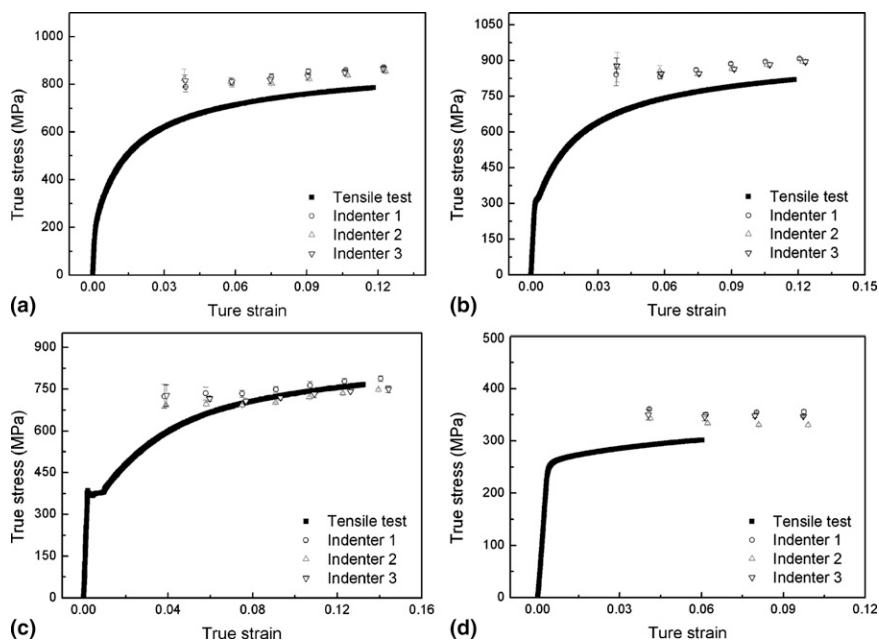 1000
800
600
400
200
0
True stress (MPa)
0.00 0.03 0.06 0.09 0.12
Ture strain
Tensile test
Indenter 1
Indenter 2
Indenter 3
(a)
1050
900
750
600
450
300
150
0
True stress (MPa)
0.00 0.03 0.06 0.09 0.12 0.15
Ture strain
Tensile test
Indenter 1
Indenter 2
Indenter 3
(b)
900
750
600
450
300
150
0
True stress (MPa)
0.00 0.04 0.08 0.12 0.16
True strain
Tensile test
Indenter 1
Indenter 2
Indenter 3
(c)
500
400
300
200
100
0
True stress (MPa)
0.00 0.03 0.06 0.09 0.12
True strain
Tensile test
Indenter 1
Indenter 2
Indenter 3
(d)